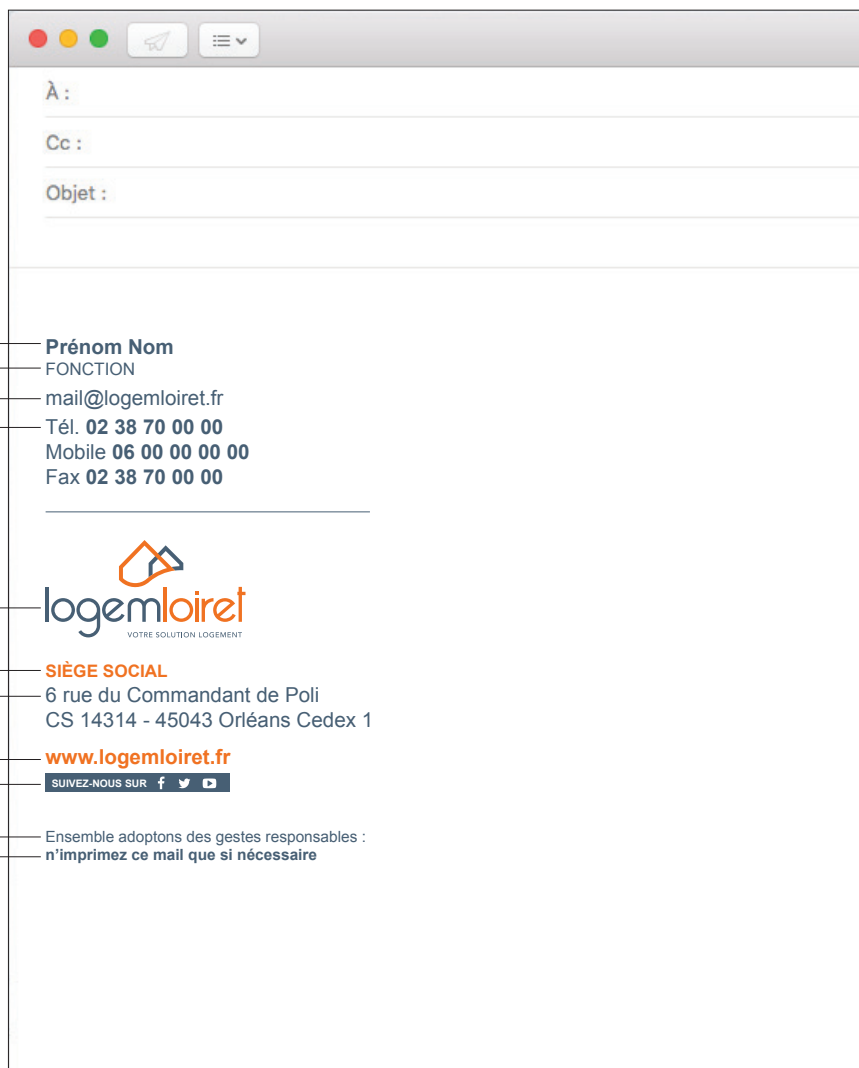 À :
Cc :
Objet :
Prénom Nom
FONCTION
mail@logemloiret.fr
Tél. 02 38 70 00 00
Mobile 06 00 00 00 00
Fax 02 38 70 00 00
logemloiret
VOTRE SOLUTION LOGEMENT
SIÈGE SOCIAL
6 rue du Commandant de Poli
CS 14314 - 45043 Orléans Cedex 1
www.logemloiret.fr
SUIVEZ-NOUS SUR
Ensemble adoptons des gestes responsables :
n’imprimez ce mail que si nécessaire